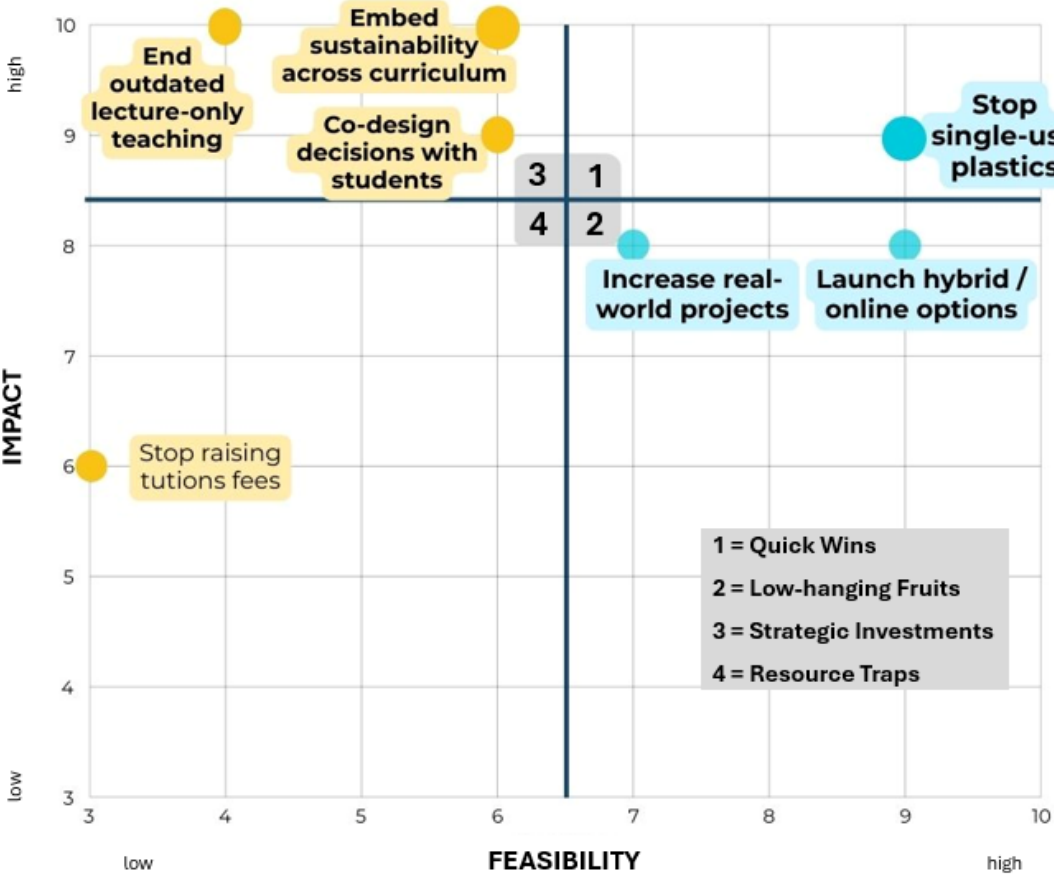 10
high
End
outdated
lecture-only
teaching
Embed
sustainability
across curriculum
9
Co-design
decisions with
students
Stop
single-us
plastics
3
1
4
2
8
Increase real-
world projects
Launch hybrid /
online options
7
IMPACT
6
Stop raising
tutions fees
5
1 = Quick Wins
2 = Low-hanging Fruits
3 = Strategic Investments
4 = Resource Traps
4
low
3
3
4
5
6
7
8
9
10
low
FEASIBILITY
high